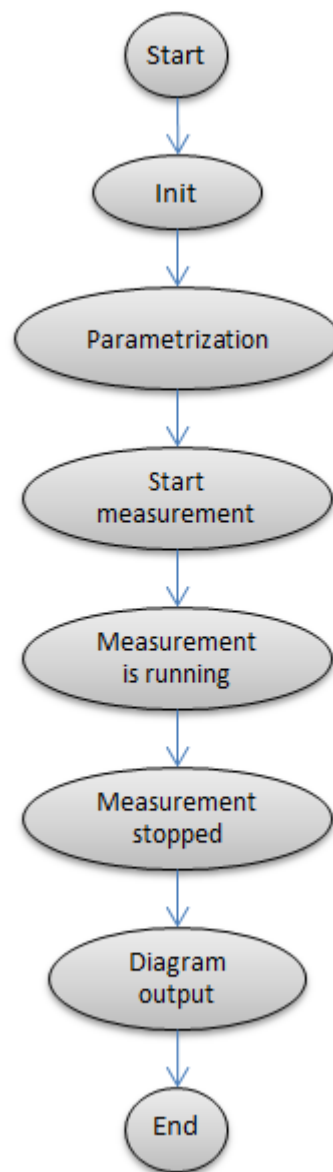 Start
Init
Parametrization
Start
measurement
Measurement
is running
Measurement
stopped
Diagram
output
End